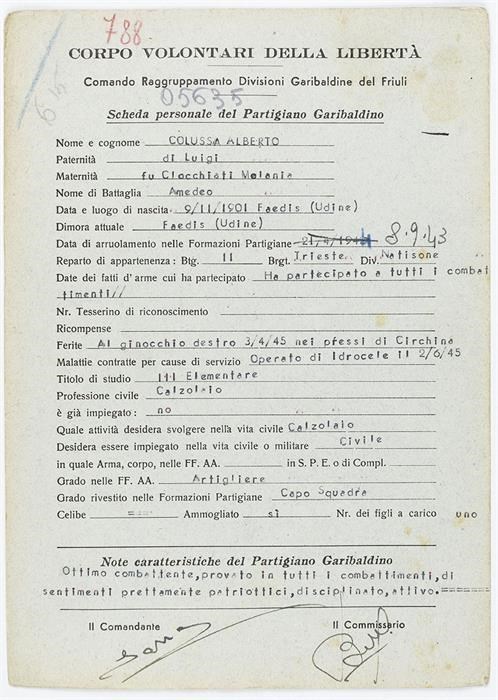 788
CORPO VOLONTARI DELLA LIBERTÀ
Comando Raggruppamento Divisioni Garibaldine del Friuli
05635
Scheda personale del Partigiano Garibaldino
Nome e cognome COLUSSA ALBERTO
Paternità di Luigi
Maternità fu Clocchiati Melania
Nome di Battaglia Amedeo
Data e luogo di nascita 9/11/1901 Faedis (Udine)
Dimora attuale Faedis (Udine)
Data di arruolamento nelle Formazioni Partigiane 8.9.43
Reparto di appartenenza: Btg. II Brgt. Trieste Div. Natisone
Date dei fatti d'arme cui ha partecipato Ha partecipato a tutti i combat
timenti//
Nr. Tesserino di riconoscimento
Ricompense
Ferite Al ginocchio destro 3/4/45 nei pressi di Circhina
Malattie contratte per cause di servizio Operato di Idrocele il 2/6/45
Titolo di studio III Elementare
Professione civile Calzolaio
è già impiegato: no
Quale attività desidera svolgere nella vita civile Calzolaio
Desidera essere impiegato nella vita civile o militare Civile
in quale Arma, corpo, nelle FF. AA. in S. P. E. o di Compl.
Grado nelle FF. AA. Artigliere
Grado rivestito nelle Formazioni Partigiane Capo Squadra
Celibe == Ammogliato sì Nr. dei figli a carico uno
Note caratteristiche del Partigiano Garibaldino
Ottimo combattente,provato in tutti i combattimenti,di
sentimenti prettamente patriottici,disciplinato,attivo.=====
Il Comandante Il Commissario